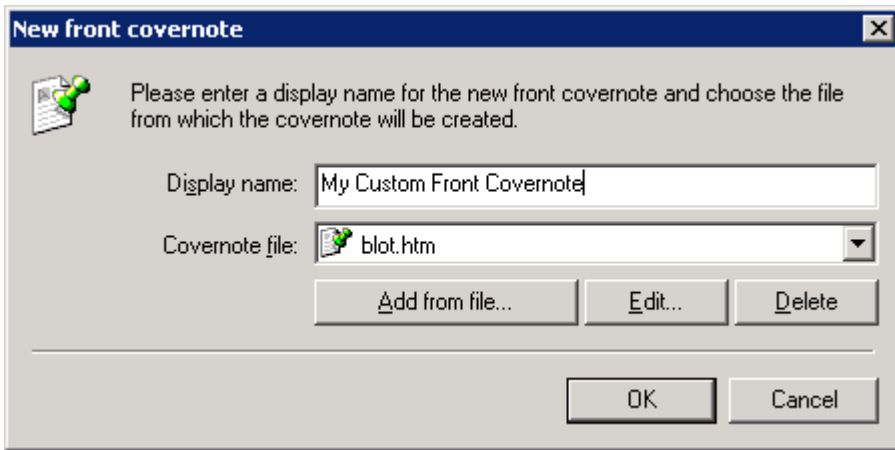 New front covernote
Please enter a display name for the new front covernote and choose the file
from which the covernote will be created.
Display name: My Custom Front Covernote
Covernote file: blot.htm
Add from file... Edit... Delete
OK Cancel